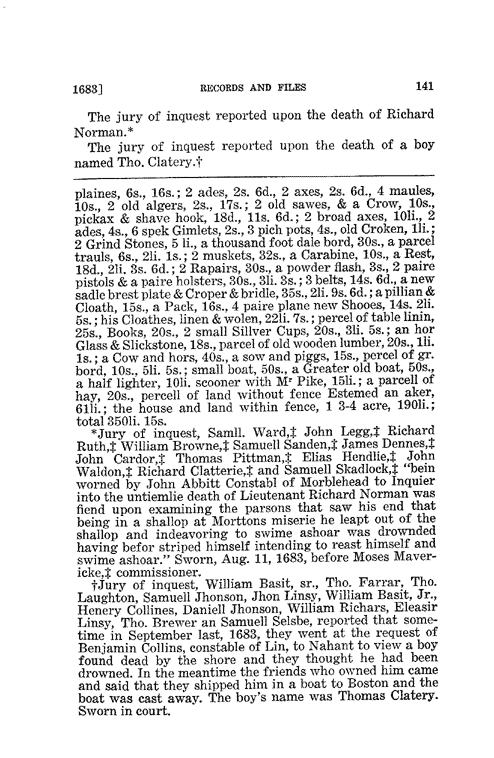 1683] RECORDS AND FILES 141
The jury of inquest reported upon the death of Richard
Norman.*
The jury of inquest reported upon the death of a boy
named Tho. Clatery.†
plaines, 6s., 16s.; 2 ades, 2s. 6d., 2 axes, 2s. 6d., 4 maules,
10s., 2 old algers, 2s., 17s.; 2 old sawes, & a Crow, 10s.,
pickax & shave hook, 18d., 11s. 6d.; 2 broad axes, 10li., 2
ades, 4s., 6 spek Gimlets, 2s., 3 pich pots, 4s., old Croken, 1li.;
2 Grind Stones, 5 li., a thousand foot dale bord, 30s., a parcel
trauls, 6s., 2li. 1s.; 2 muskets, 32s., a Carabine, 10s., a Rest,
18d., 2li. 3s. 6d.; 2 Rapairs, 30s., a powder flash, 3s., 2 paire
pistols & a paire holsters, 30s., 3li. 3s.; 3 belts, 14s. 6d., a new
sadle brest plate & Croper & bridle, 35s., 2li. 9s. 6d.; a pillian &
Cloath, 15s., a Pack, 16s., 4 paire plane new Shooes, 14s. 2li.
5s.; his Cloathes, linen & wolen, 22li. 7s.; percel of table linin,
25s., Books, 20s., 2 small Sillver Cups, 20s., 3li. 5s.; an hor
Glass & Slickstone, 18s., parcel of old wooden lumber, 20s., 1li.
1s.; a Cow and hors, 40s., a sow and piggs, 15s., percel of gr.
bord, 10s., 5li. 5s.; small boat, 50s., a Greater old boat, 50s.,
a half lighter, 10li. scooner with Mr Pike, 15li.; a parcell of
hay, 20s., percell of land without fence Estemed an aker,
61li.; the house and land within fence, 1 3-4 acre, 190li.;
total 350li. 15s.
*Jury of inquest, Samll. Ward,‡ John Legg,‡ Richard
Ruth,‡ William Browne,‡ Samuell Sanden,‡ James Dennes,‡
John Cardor,‡ Thomas Pittman,‡ Elias Hendlie,‡ John
Waldon,‡ Richard Clatterie,‡ and Samuell Skadlock,‡ "bein
worned by John Abbitt Constabl of Morblehead to Inquier
into the untiemlie death of Lieutenant Richard Norman was
fiend upon examining the parsons that saw his end that
being in a shallop at Morttons miserie he leapt out of the
shallop and indeavoring to swime ashoar was drownded
having befor striped himself intending to reast himself and
swime ashoar." Sworn, Aug. 11, 1683, before Moses Maver-
icke,‡ commissioner.
†Jury of inquest, William Basit, sr., Tho. Farrar, Tho.
Laughton, Samuell Jhonson, Jhon Linsy, William Basit, Jr.,
Henery Collines, Daniell Jhonson, William Richars, Eleasir
Linsy, Tho. Brewer an Samuell Selsbe, reported that some-
time in September last, 1683, they went at the request of
Benjamin Collins, constable of Lin, to Nahant to view a boy
found dead by the shore and they thought he had been
drowned. In the meantime the friends who owned him came
and said that they shipped him in a boat to Boston and the
boat was cast away. The boy's name was Thomas Clatery.
Sworn in court.